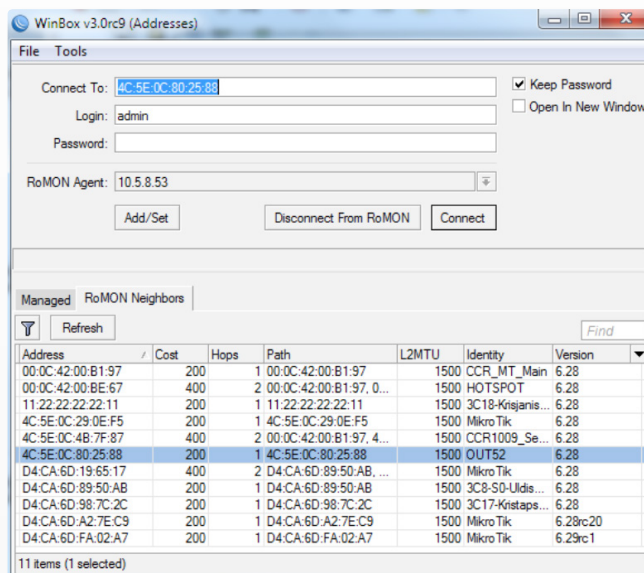 WinBox v3.0rc9 (Addresses)
File Tools
Connect To: 4C:5E:0C:80:25:88
Keep Password
Open In New Window
Login: admin
Password:
RoMON Agent: 10.5.8.53
Add/Set Disconnect From RoMON Connect
Managed RoMON Neighbors
Refresh Find
Address Cost Hops Path L2MTU Identity Version
00:0C:42:00:B1:97 200 1 00:0C:42:00:B1:97 1500 CCR_MT_Main 6.28
00:0C:42:00:BE:67 400 2 00:0C:42:00:B1:97, 0... 1500 HOTSPOT 6.28
11:22:22:22:22:11 200 1 11:22:22:22:22:11 1500 3C18-Krisjanis... 6.28
4C:5E:0C:29:0E:F5 200 1 4C:5E:0C:29:0E:F5 1500 MikroTik 6.28
4C:5E:0C:4B:7F:87 400 2 00:0C:42:00:B1:97, 4... 1500 CCR1009_Se... 6.28
4C:5E:0C:80:25:88 200 1 4C:5E:0C:80:25:88 1500 OUT52 6.28
D4:CA:6D:19:65:17 400 2 D4:CA:6D:89:50:AB, ... 1500 MikroTik 6.28
D4:CA:6D:89:50:AB 200 1 D4:CA:6D:89:50:AB 1500 3C8-S0-Uldis... 6.28
D4:CA:6D:98:7C:2C 200 1 D4:CA:6D:98:7C:2C 1500 3C17-Kristaps... 6.28
D4:CA:6D:A2:7E:C9 200 1 D4:CA:6D:A2:7E:C9 1500 MikroTik 6.28rc20
D4:CA:6D:FA:02:A7 200 1 D4:CA:6D:FA:02:A7 1500 MikroTik 6.29rc1
11 items (1 selected)